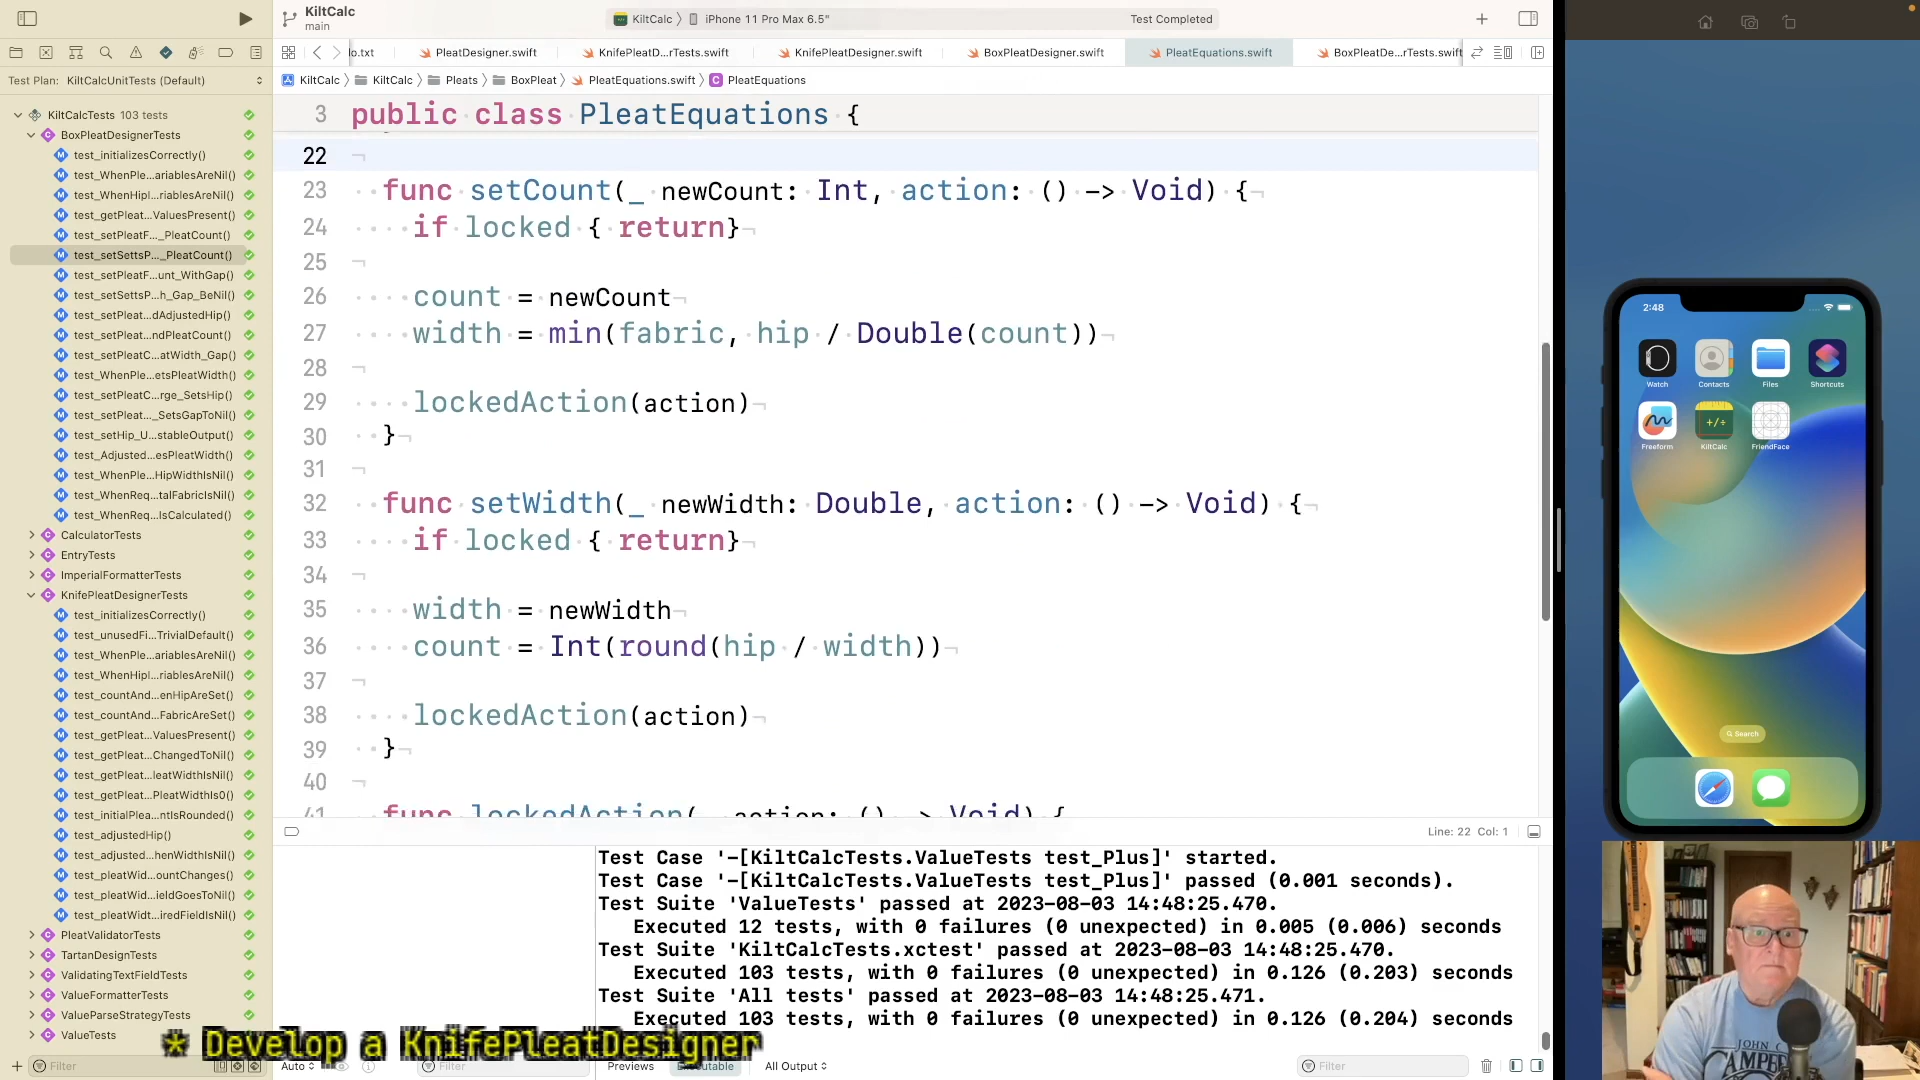 KiltCalc
main
KiltCalc
iPhone 11 Pro Max 6.5"
Test Completed
lo.txt
PleatDesigner.swift
KnifePleatD...rTests.swift
KnifePleatDesigner.swift
BoxPleatDesigner.swift
PleatEquations.swift
BoxPleatDe...rTests.swift
Test Plan: KiltCalcUnitTests (Default)
KiltCalc
KiltCalc
Pleats
BoxPleat
PleatEquations.swift
PleatEquations
KiltCalcTests 103 tests
BoxPleatDesignerTests
test_initializesCorrectly()
test_WhenPle...ariablesAreNil()
test_WhenHipI...riablesAreNil()
test_getPleat...ValuesPresent()
test_setPleatF..._PleatCount()
test_setSettsP..._PleatCount()
test_setPleatF...unt_WithGap()
test_setSettsP...h_Gap_BeNil()
test_setPleat...dAdjustedHip()
test_setPleat...ndPleatCount()
test_setPleatC...atWidth_Gap()
test_WhenPle...etsPleatWidth()
test_setPleatC...rge_SetsHip()
test_setPleat..._SetsGapToNil()
test_setHip_U...stableOutput()
test_Adjusted...esPleatWidth()
test_WhenPle...HipWidthIsNil()
test_WhenReq...talFabricIsNil()
test_WhenReq...IsCalculated()
CalculatorTests
EntryTests
ImperialFormatterTests
KnifePleatDesignerTests
test_initializesCorrectly()
test_unusedFi...TrivialDefault()
test_WhenPle...ariablesAreNil()
test_WhenHipI...riablesAreNil()
test_countAnd...enHipAreSet()
test_countAnd...FabricAreSet()
test_getPleat...ValuesPresent()
test_getPleat...ChangedToNil()
test_getPleat...leatWidthIsNil()
test_getPleat...PleatWidthIs0()
test_initialPlea...ntIsRounded()
test_adjustedHip()
test_adjusted...henWidthIsNil()
test_pleatWid...ountChanges()
test_pleatWid...ieldGoesToNil()
test_pleatWidt...iredFieldIsNil()
PleatValidatorTests
TartanDesignTests
ValidatingTextFieldTests
ValueFormatterTests
ValueParseStrategyTests
ValueTests
3 public class PleatEquations {
22
23 func setCount(_ newCount: Int, action: () -> Void) {
24 if locked { return}
25
26 count = newCount
27 width = min(fabric, hip / Double(count))
28
29 lockedAction(action)
30 }
31
32 func setWidth(_ newWidth: Double, action: () -> Void) {
33 if locked { return}
34
35 width = newWidth
36 count = Int(round(hip / width))
37
38 lockedAction(action)
39 }
40
41 func lockedAction(_ action: () -> Void) {
Line: 22 Col: 1
Test Case '-[KiltCalcTests.ValueTests test_Plus]' started.
Test Case '-[KiltCalcTests.ValueTests test_Plus]' passed (0.001 seconds).
Test Suite 'ValueTests' passed at 2023-08-03 14:48:25.470.
Executed 12 tests, with 0 failures (0 unexpected) in 0.005 (0.006) seconds
Test Suite 'KiltCalcTests.xctest' passed at 2023-08-03 14:48:25.470.
Executed 103 tests, with 0 failures (0 unexpected) in 0.126 (0.203) seconds
Test Suite 'All tests' passed at 2023-08-03 14:48:25.471.
Executed 103 tests, with 0 failures (0 unexpected) in 0.126 (0.204) seconds
* Develop a KnifePleatDesigner
Filter
Auto
Filter
Previews
Executable
All Output
Filter
2:48
Watch
Contacts
Files
Shortcuts
Freeform
KiltCalc
FriendFace
Search
JOHN C
CAMPBE